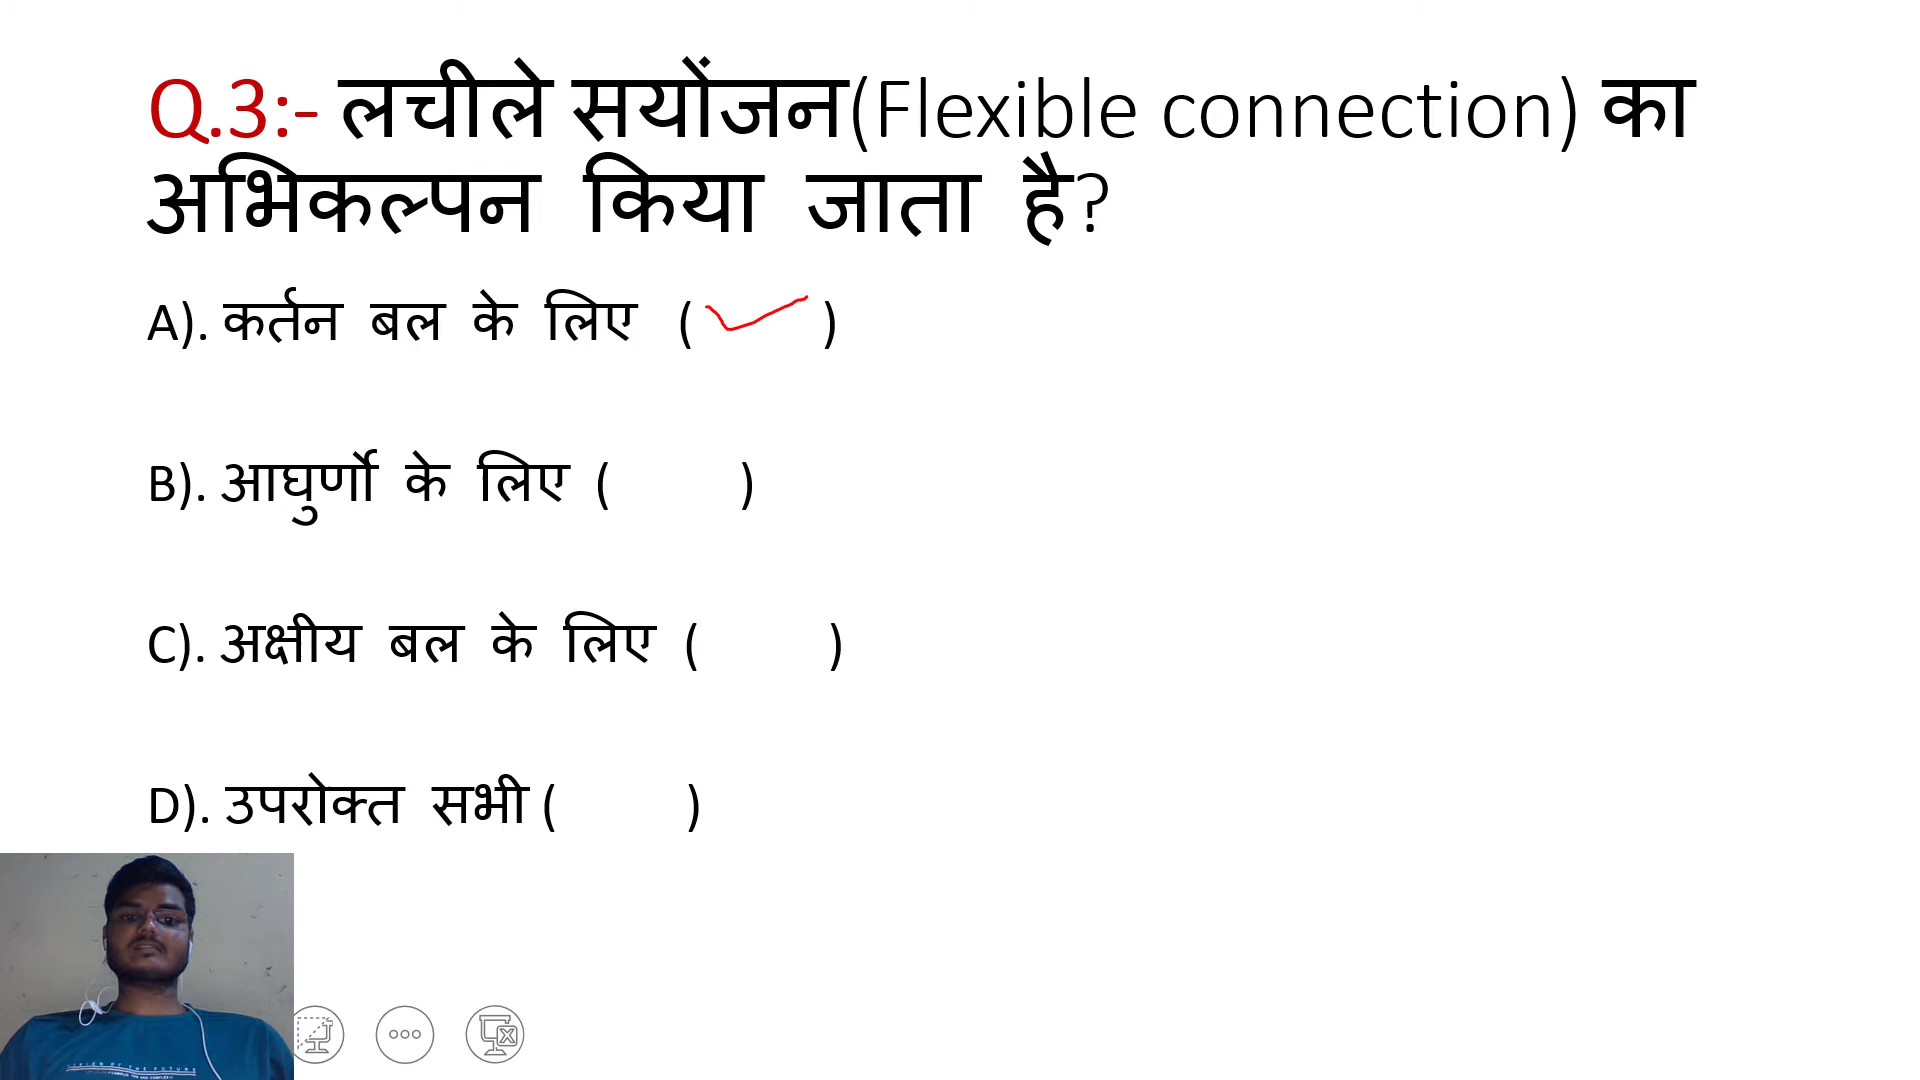 Q.3:- लचीले सयोंजन(Flexible connection) का
अभिकल्पन किया जाता है?
A). कर्तन बल के लिए ( )
B). आघुर्णो के लिए ( )
C). अक्षीय बल के लिए ( )
D). उपरोक्त सभी ( )